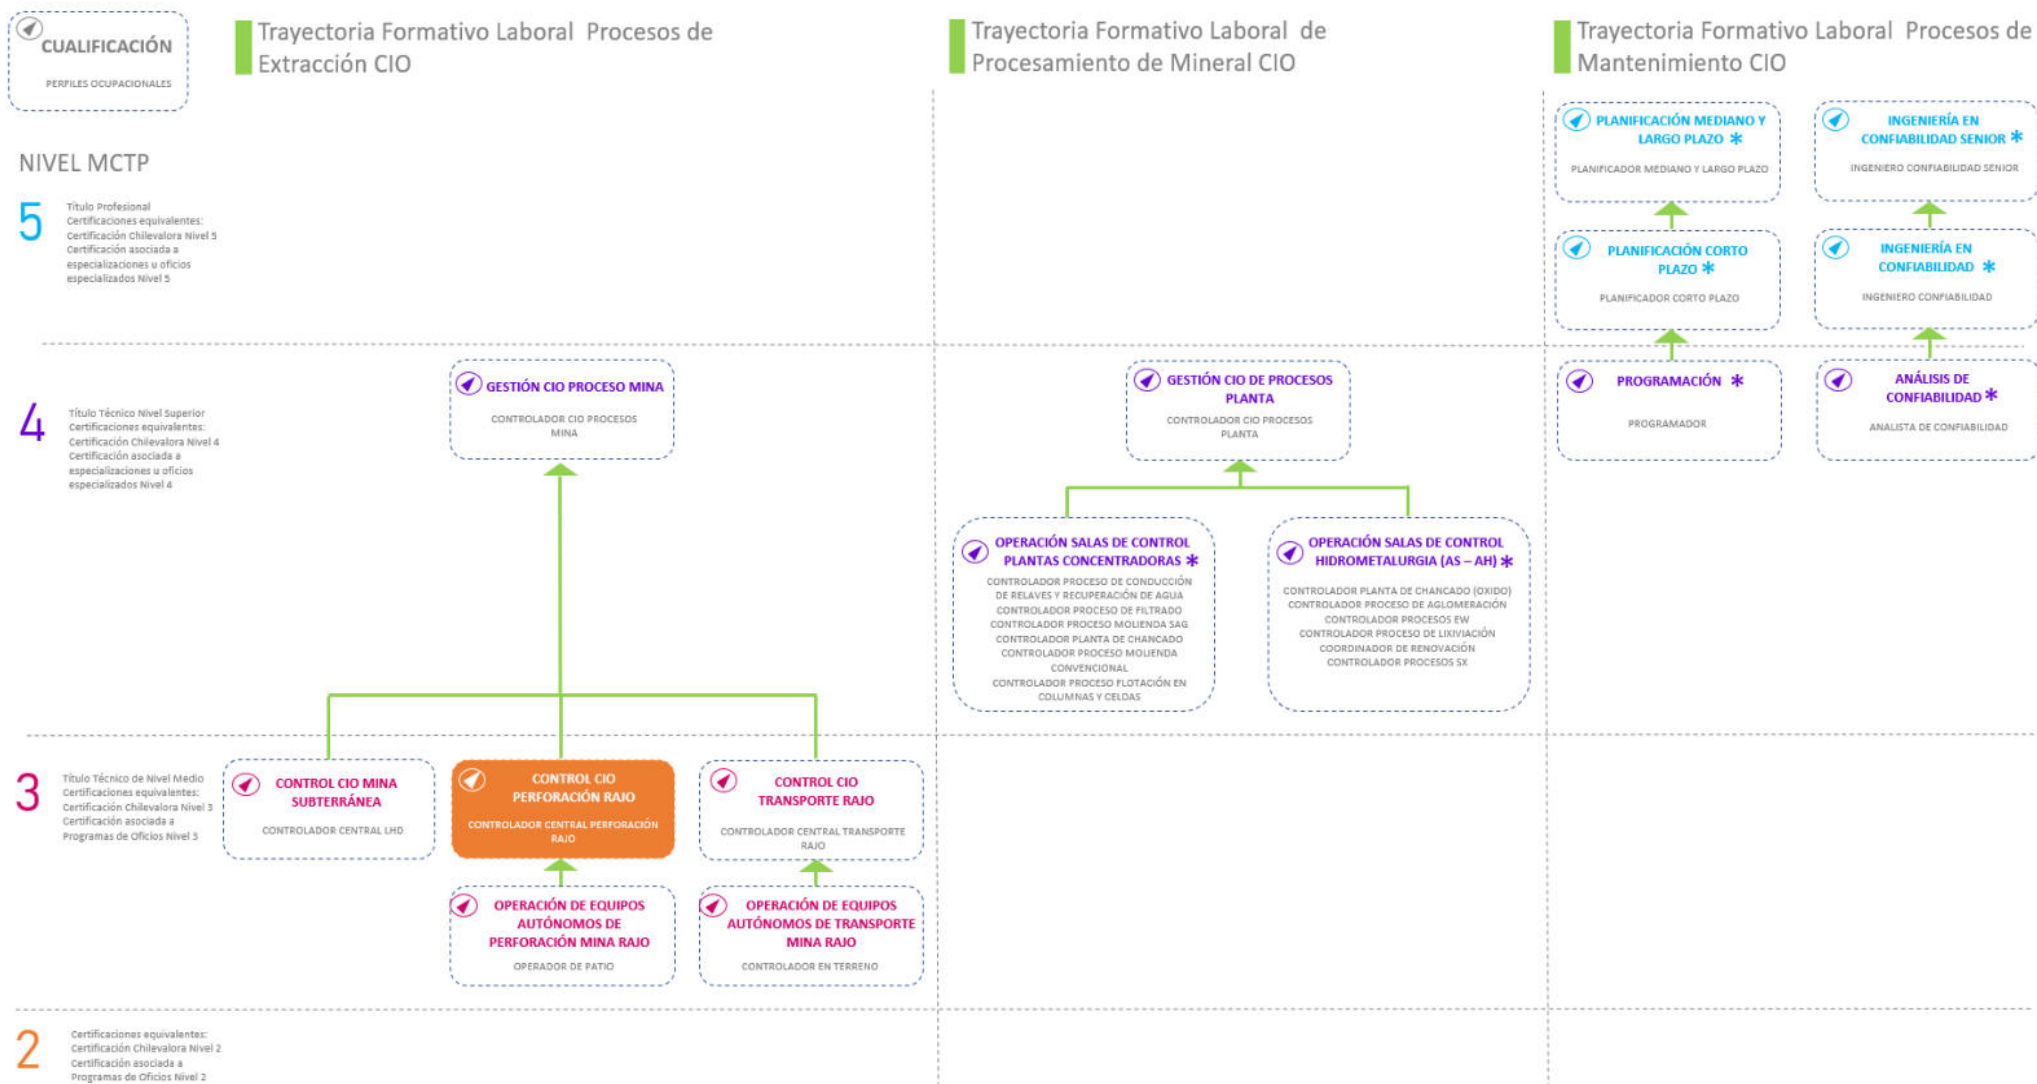 CUALIFICACIÓN
PERFILES OCUPACIONALES
Trayectoria Formativo Laboral Procesos de
Extracción CIO
Trayectoria Formativo Laboral de
Procesamiento de Mineral CIO
Trayectoria Formativo Laboral Procesos de
Mantenimiento CIO
NIVEL MCTP
5
Título Profesional
Certificaciones equivalentes:
Certificación Chilevalora Nivel 5
Certificación asociada a
especializaciones u oficios
especializados Nivel 5
PLANIFICACIÓN MEDIANO Y
LARGO PLAZO *
PLANIFICADOR MEDIANO Y LARGO PLAZO
INGENIERÍA EN
CONFIABILIDAD SENIOR *
INGENIERO CONFIABILIDAD SENIOR
PLANIFICACIÓN CORTO
PLAZO *
PLANIFICADOR CORTO PLAZO
INGENIERÍA EN
CONFIABILIDAD *
INGENIERO CONFIABILIDAD
4
Título Técnico Nivel Superior
Certificaciones equivalentes:
Certificación Chilevalora Nivel 4
Certificación asociada a
especializaciones u oficios
especializados Nivel 4
GESTIÓN CIO PROCESO MINA
CONTROLADOR CIO PROCESOS
MINA
GESTIÓN CIO DE PROCESOS
PLANTA
CONTROLADOR CIO PROCESOS
PLANTA
PROGRAMACIÓN *
PROGRAMADOR
ANÁLISIS DE
CONFIABILIDAD *
ANALISTA DE CONFIABILIDAD
OPERACIÓN SALAS DE CONTROL
PLANTAS CONCENTRADORAS *
CONTROLADOR PROCESO DE CONDUCCIÓN
DE RELAVES Y RECUPERACIÓN DE AGUA
CONTROLADOR PROCESO DE FILTRADO
CONTROLADOR PROCESO MOLIENDA SAG
CONTROLADOR PLANTA DE CHANCADO
CONTROLADOR PROCESO MOLIENDA
CONVENCIONAL
CONTROLADOR PROCESO FLOTACIÓN EN
COLUMNAS Y CELDAS
OPERACIÓN SALAS DE CONTROL
HIDROMETALURGIA (AS – AH) *
CONTROLADOR PLANTA DE CHANCADO (OXIDO)
CONTROLADOR PROCESO DE AGLOMERACIÓN
CONTROLADOR PROCESOS EW
CONTROLADOR PROCESO DE LIXIVIACIÓN
COORDINADOR DE RENOVACIÓN
CONTROLADOR PROCESOS SX
3
Título Técnico de Nivel Medio
Certificaciones equivalentes:
Certificación Chilevalora Nivel 3
Certificación asociada a
Programas de Oficios Nivel 3
CONTROL CIO MINA
SUBTERRÁNEA
CONTROLADOR CENTRAL LHD
CONTROL CIO
PERFORACIÓN RAJO
CONTROLADOR CENTRAL PERFORACIÓN
RAJO
CONTROL CIO
TRANSPORTE RAJO
CONTROLADOR CENTRAL TRANSPORTE
RAJO
OPERACIÓN DE EQUIPOS
AUTÓNOMOS DE
PERFORACIÓN MINA RAJO
OPERADOR DE PATIO
OPERACIÓN DE EQUIPOS
AUTÓNOMOS DE TRANSPORTE
MINA RAJO
CONTROLADOR EN TERRENO
2
Certificaciones equivalentes:
Certificación Chilevalora Nivel 2
Certificación asociada a
Programas de Oficios Nivel 2